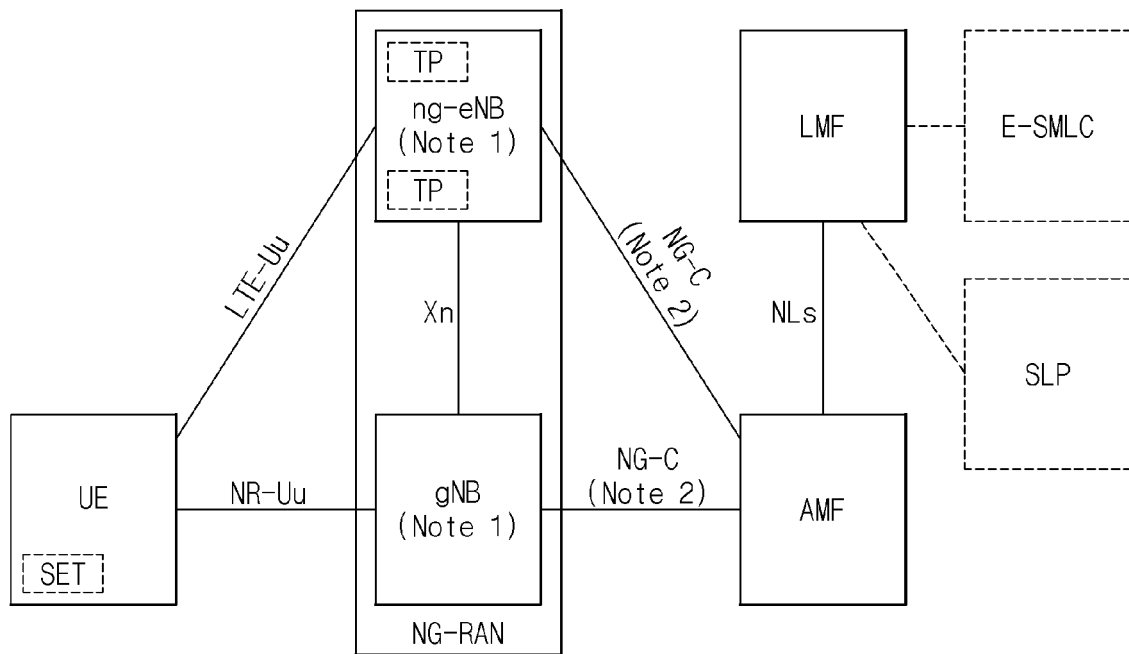 TP
ng-eNB
(Note 1)
TP
LMF
E-SMLC
LTE-Uu
Xn
NG-C
(Note 2)
NLs
SLP
UE
SET
NR-Uu
gNB
(Note 1)
NG-C
(Note 2)
AMF
NG-RAN